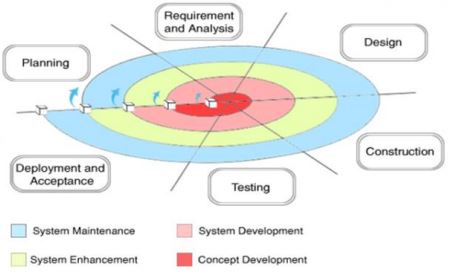 Requirement
and Analysis
Planning
Design
Construction
Deployment and
Acceptance
Testing
System Maintenance
System Development
System Enhancement
Concept Development